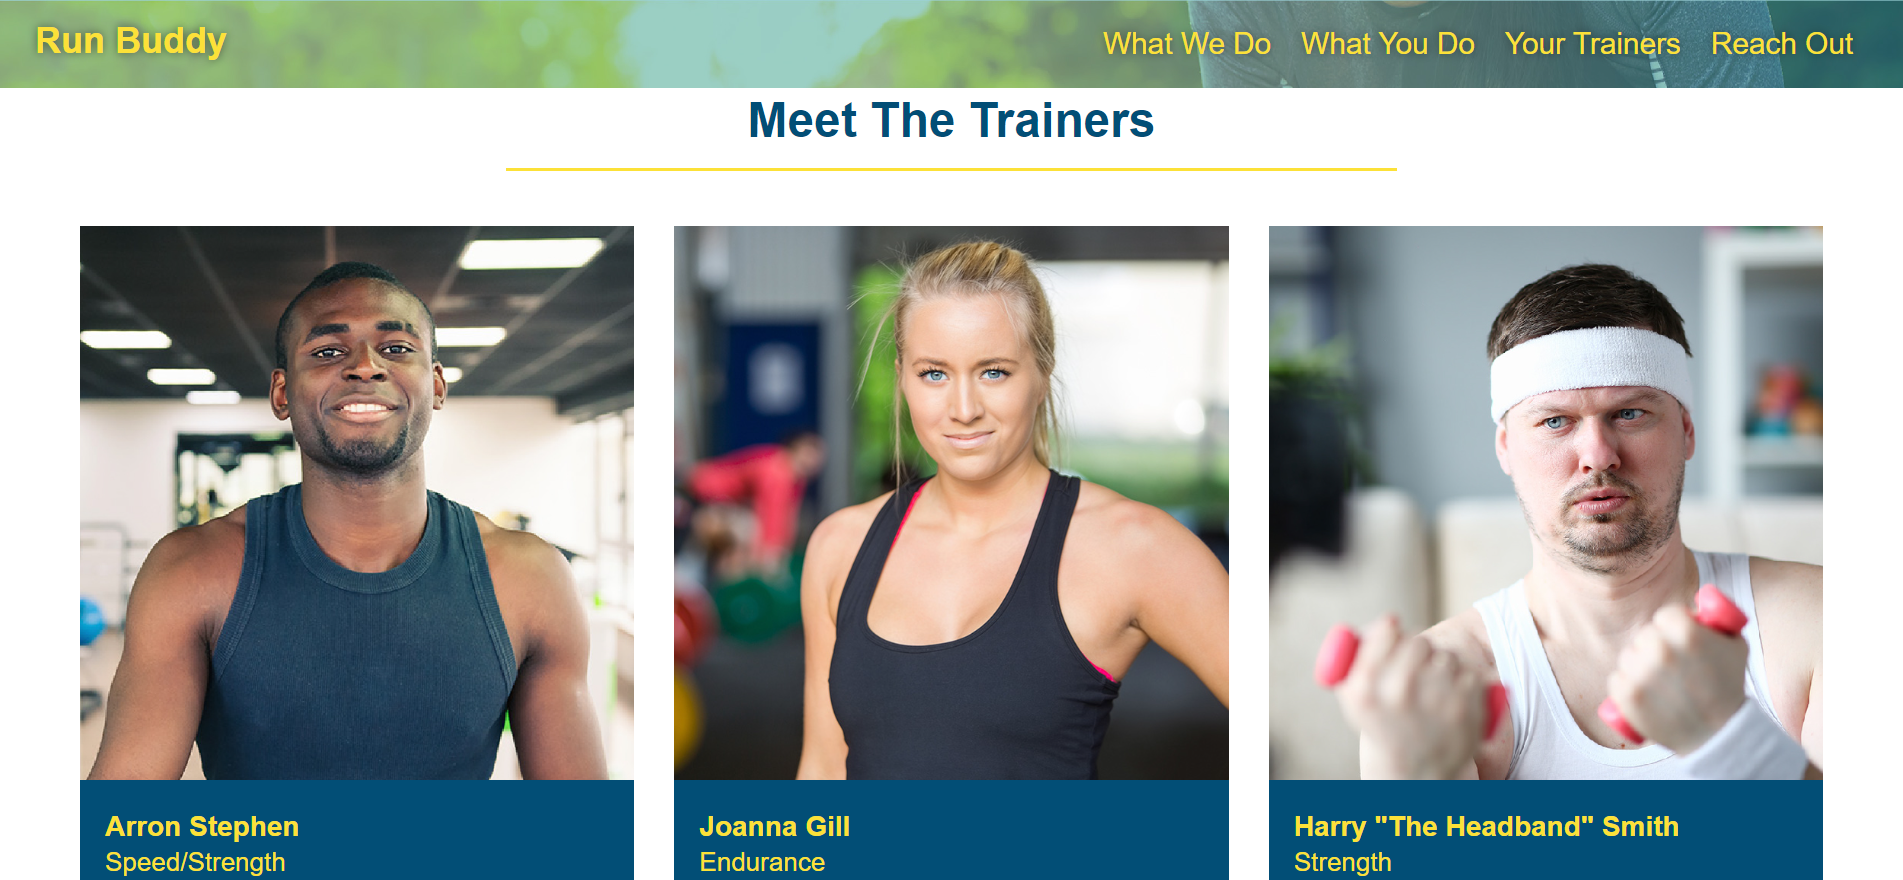 Run Buddy
What We Do
What You Do
Your Trainers
Reach Out
Meet The Trainers
Arron Stephen
Speed/Strength
Joanna Gill
Endurance
Harry "The Headband" Smith
Strength